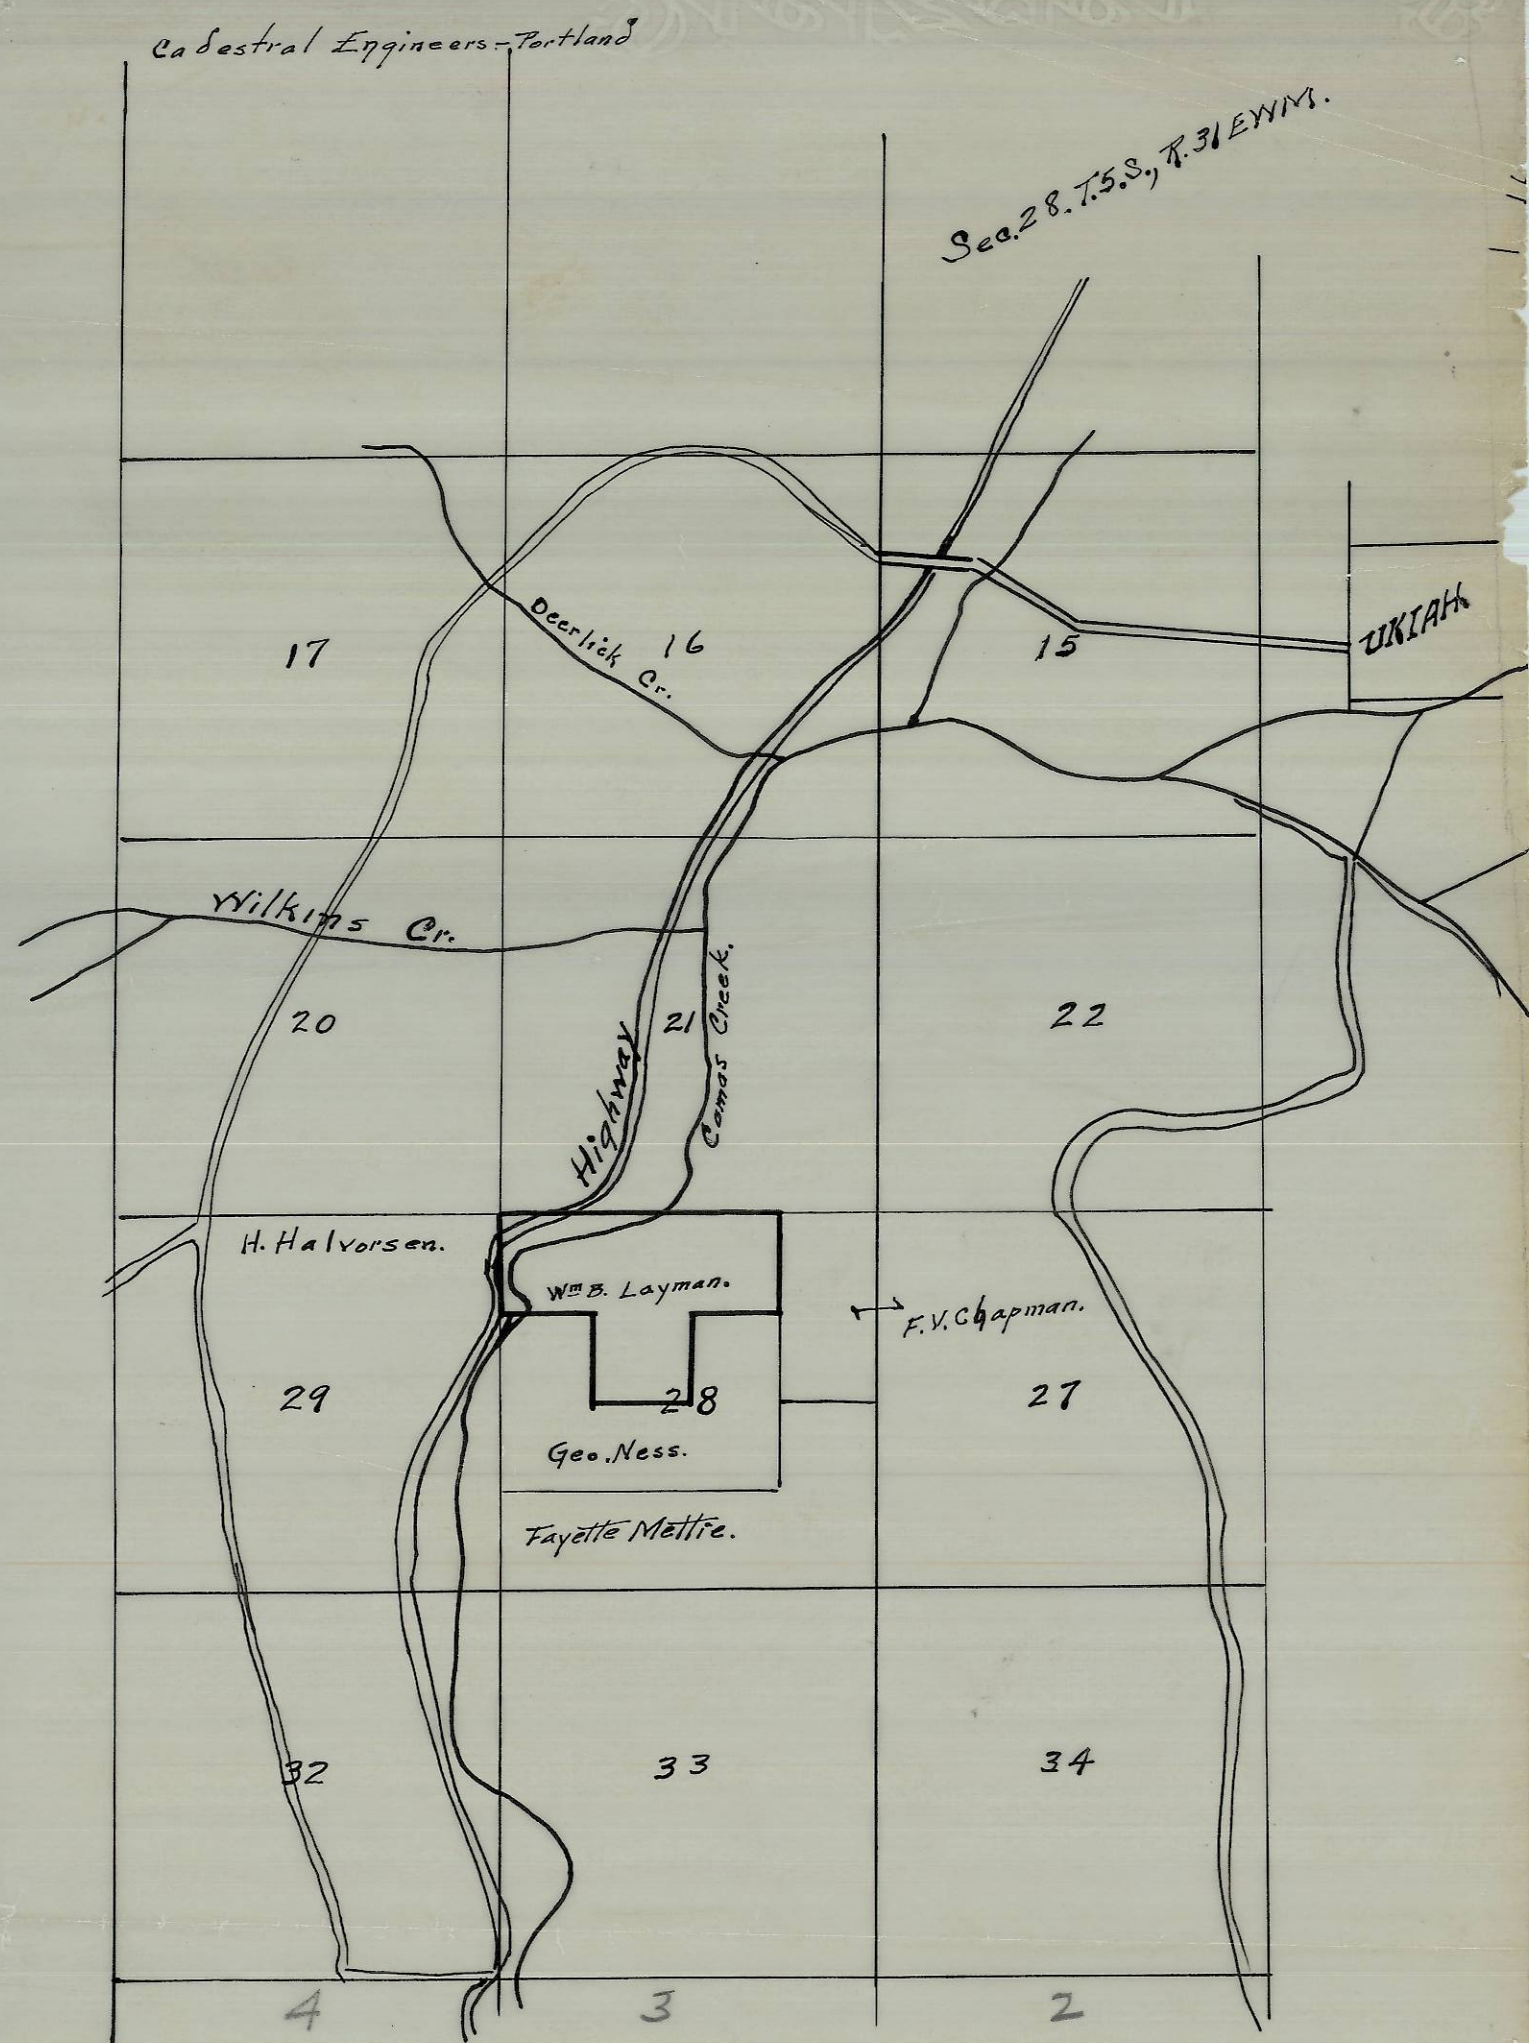 Cadestral Engineers-Portland
Sec. 28. T.5.S., R.31 E W M.
Deerlick Cr.
17
16
15
UKIAH.
Wilkins Cr.
20
21
22
Highway
Camas Creek.
H. Halvorsen.
Wm B. Layman.
F.V. Chapman.
29
28
27
Geo. Ness.
Fayette Mettie.
32
33
34
4
3
2